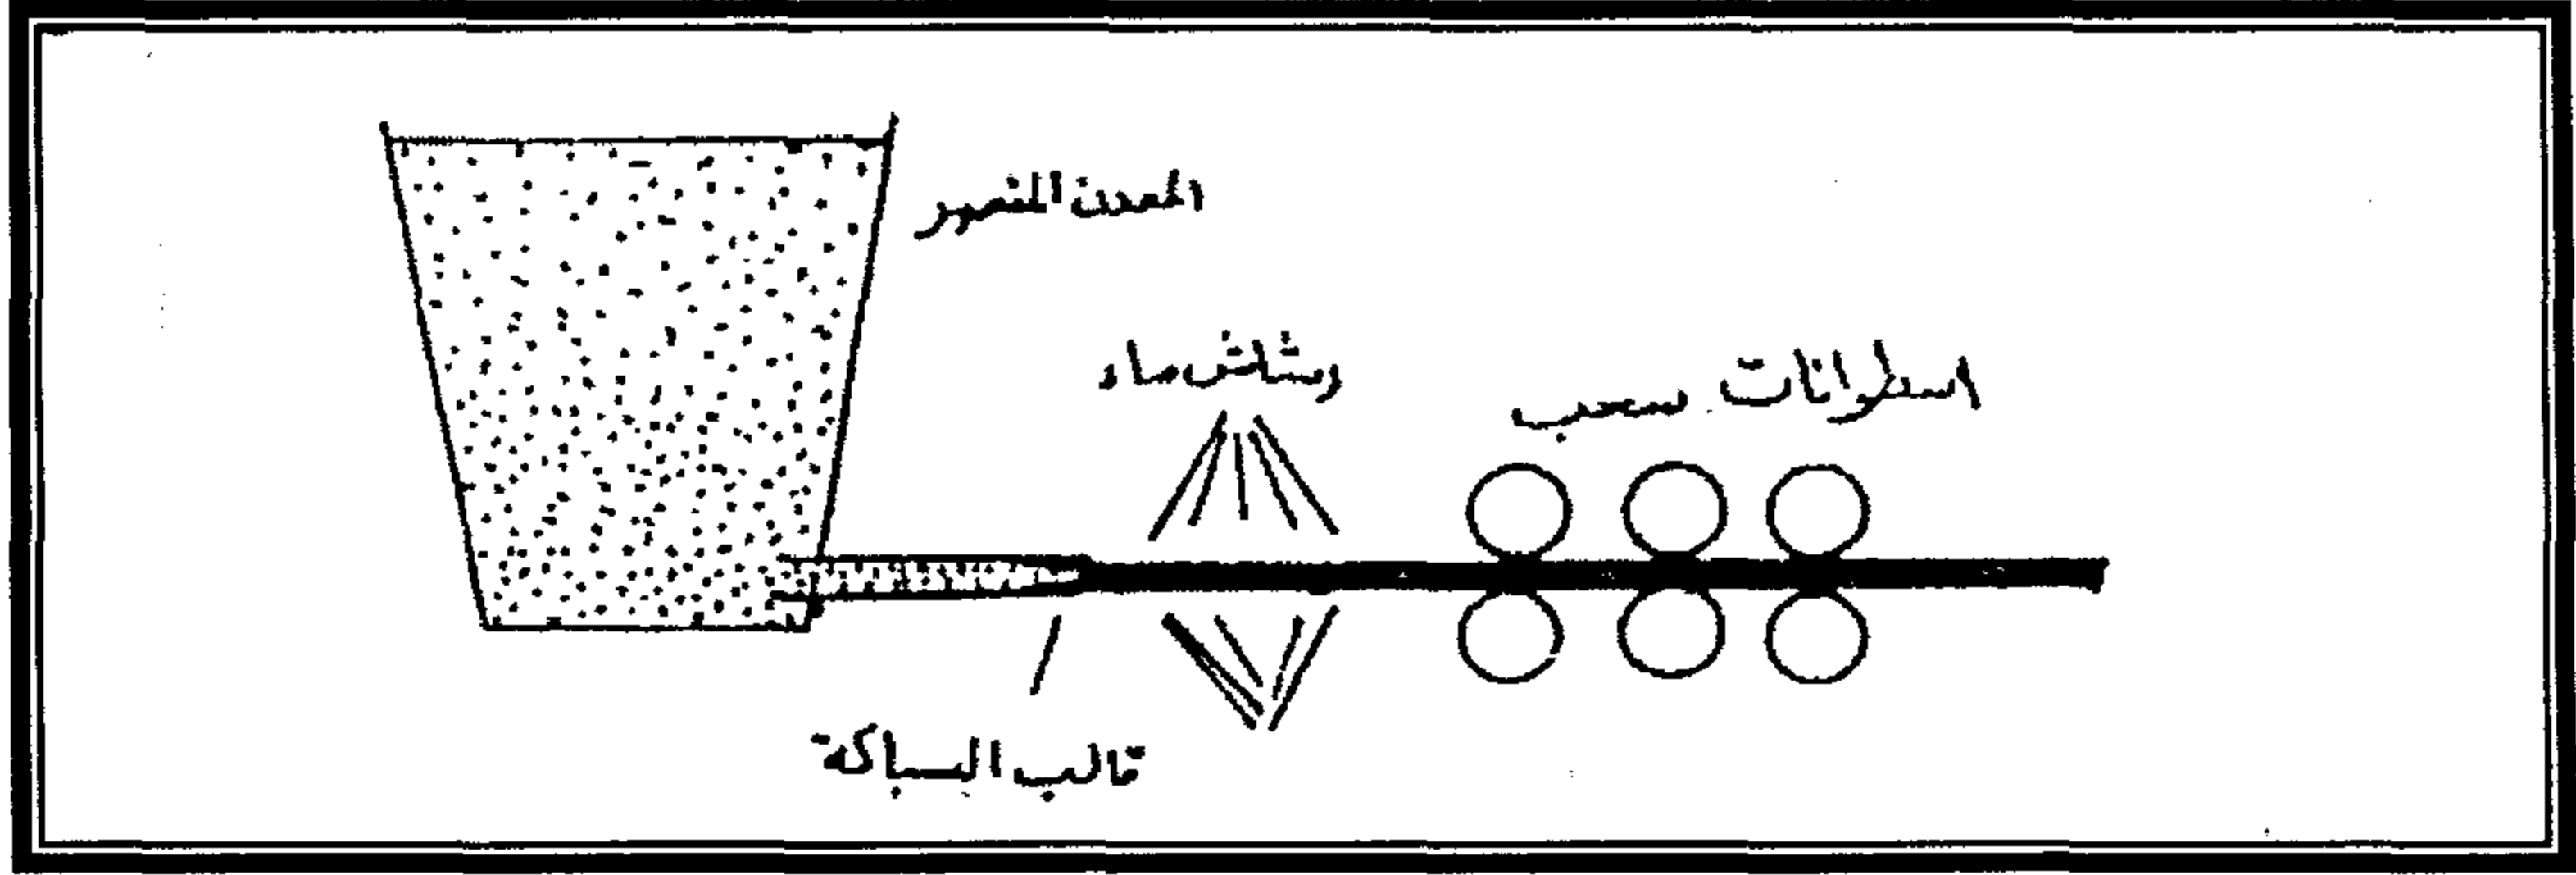 المعدن المنصهر
رشاش ماء
اسطوانات سحب
قالب السباكة